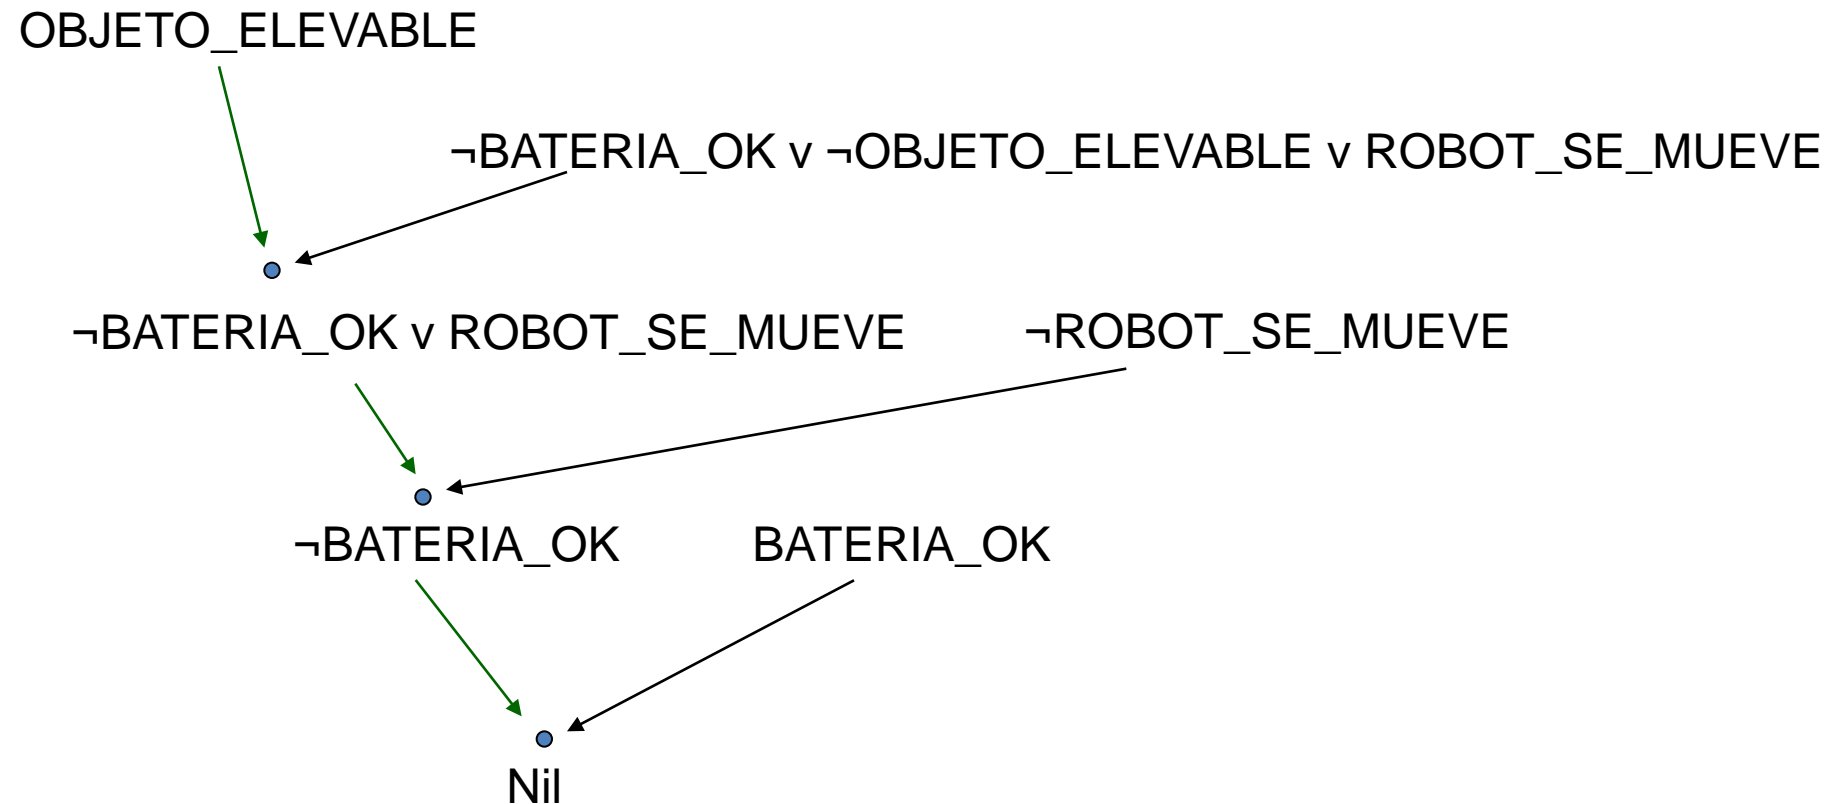 OBJETO_ELEVABLE
¬BATERIA_OK v ¬OBJETO_ELEVABLE v ROBOT_SE_MUEVE
¬BATERIA_OK v ROBOT_SE_MUEVE
¬ROBOT_SE_MUEVE
¬BATERIA_OK
BATERIA_OK
Nil